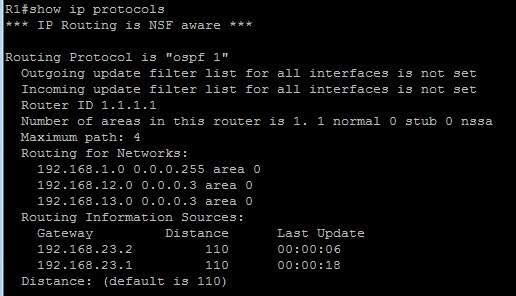 R1#show ip protocols
*** IP Routing is NSF aware ***
Routing Protocol is "ospf 1"
Outgoing update filter list for all interfaces is not set
Incoming update filter list for all interfaces is not set
Router ID 1.1.1.1
Number of areas in this router is 1. 1 normal 0 stub 0 nssa
Maximum path: 4
Routing for Networks:
192.168.1.0 0.0.0.255 area 0
192.168.12.0 0.0.0.3 area 0
192.168.13.0 0.0.0.3 area 0
Routing Information Sources:
Gateway Distance Last Update
192.168.23.2 110 00:00:06
192.168.23.1 110 00:00:18
Distance: (default is 110)